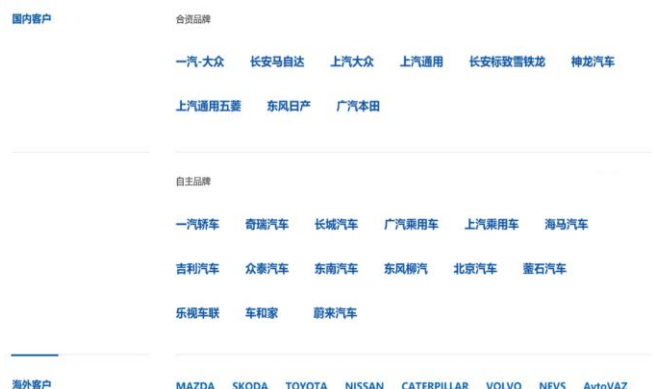 国内客户
合资品牌
一汽-大众 长安马自达 上汽大众 上汽通用 长安标致雪铁龙 神龙汽车
上汽通用五菱 东风日产 广汽本田
自主品牌
一汽轿车 奇瑞汽车 长城汽车 广汽乘用车 上汽乘用车 海马汽车
吉利汽车 众泰汽车 东南汽车 东风柳汽 北京汽车 鉴石汽车
乐视车联 车和家 蔚来汽车
海外客户
MAZDA SKODA TOYOTA NISSAN CATERPILLAR VOLVO NEVS AvtoVAZ